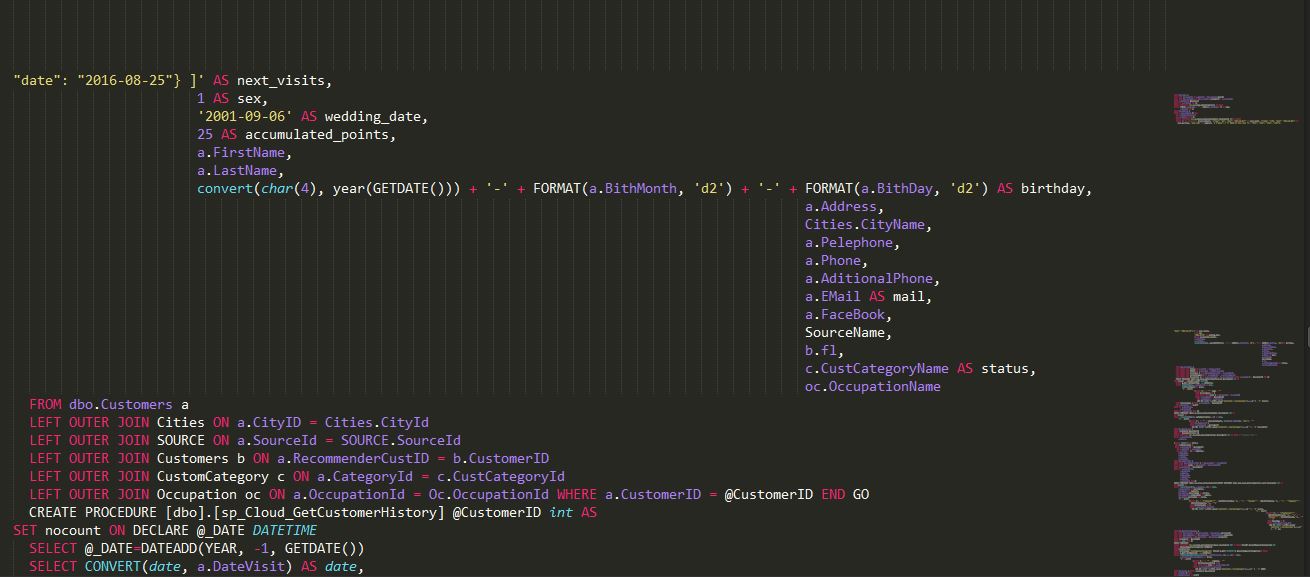 "date": "2016-08-25"} ]' AS next_visits,
1 AS sex,
'2001-09-06' AS wedding_date,
25 AS accumulated_points,
a.FirstName,
a.LastName,
convert(char(4), year(GETDATE())) + '-' + FORMAT(a.BithMonth, 'd2') + '-' + FORMAT(a.BithDay, 'd2') AS birthday,
a.Address,
Cities.CityName,
a.Pelephone,
a.Phone,
a.AditionalPhone,
a.EMail AS mail,
a.FaceBook,
SourceName,
b.fl,
c.CustCategoryName AS status,
oc.OccupationName
FROM dbo.Customers a
LEFT OUTER JOIN Cities ON a.CityID = Cities.CityId
LEFT OUTER JOIN SOURCE ON a.SourceId = SOURCE.SourceId
LEFT OUTER JOIN Customers b ON a.RecommenderCustID = b.CustomerID
LEFT OUTER JOIN CustomCategory c ON a.CategoryId = c.CustCategoryId
LEFT OUTER JOIN Occupation oc ON a.OccupationId = Oc.OccupationId WHERE a.CustomerID = @CustomerID END GO
CREATE PROCEDURE [dbo].[sp_Cloud_GetCustomerHistory] @CustomerID int AS
SET nocount ON DECLARE @_DATE DATETIME
SELECT @_DATE=DATEADD(YEAR, -1, GETDATE())
SELECT CONVERT(date, a.DateVisit) AS date,